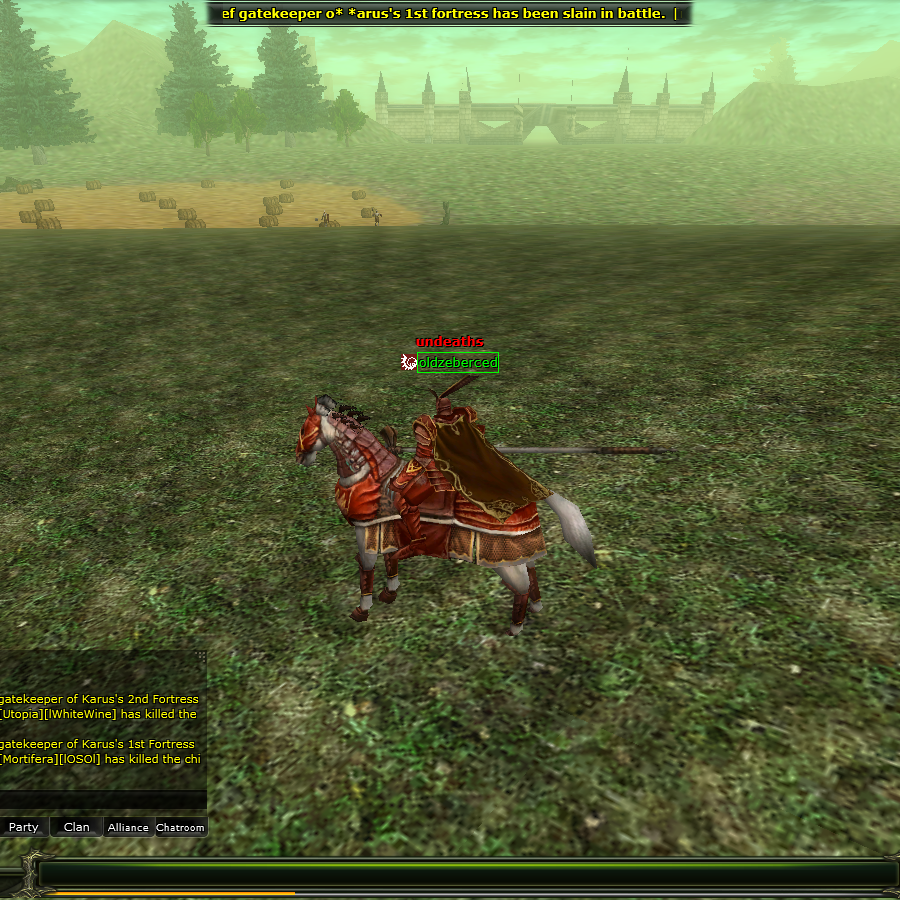 ef gatekeeper o* *arus's 1st fortress has been slain in battle. |
undeaths
oldzeberced
gatekeeper of Karus's 2nd Fortress
[Utopia][lWhiteWine] has killed the
gatekeeper of Karus's 1st Fortress
[Mortifera][lOSOl] has killed the chi
Party Clan Alliance Chatroom